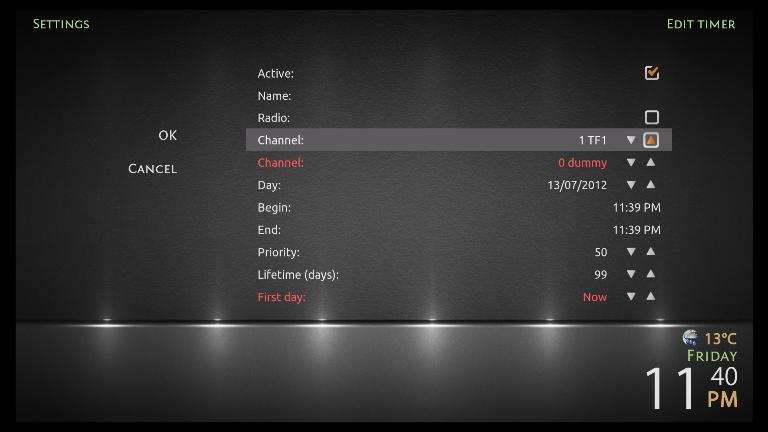 SETTINGS
EDIT TIMER
Active:
Name:
Radio:
OK
Channel: 1 TF1
CANCEL
Channel: 0 dummy
Day: 13/07/2012
Begin: 11:39 PM
End: 11:39 PM
Priority: 50
Lifetime (days): 99
First day: Now
13°C
FRIDAY
11 40 PM